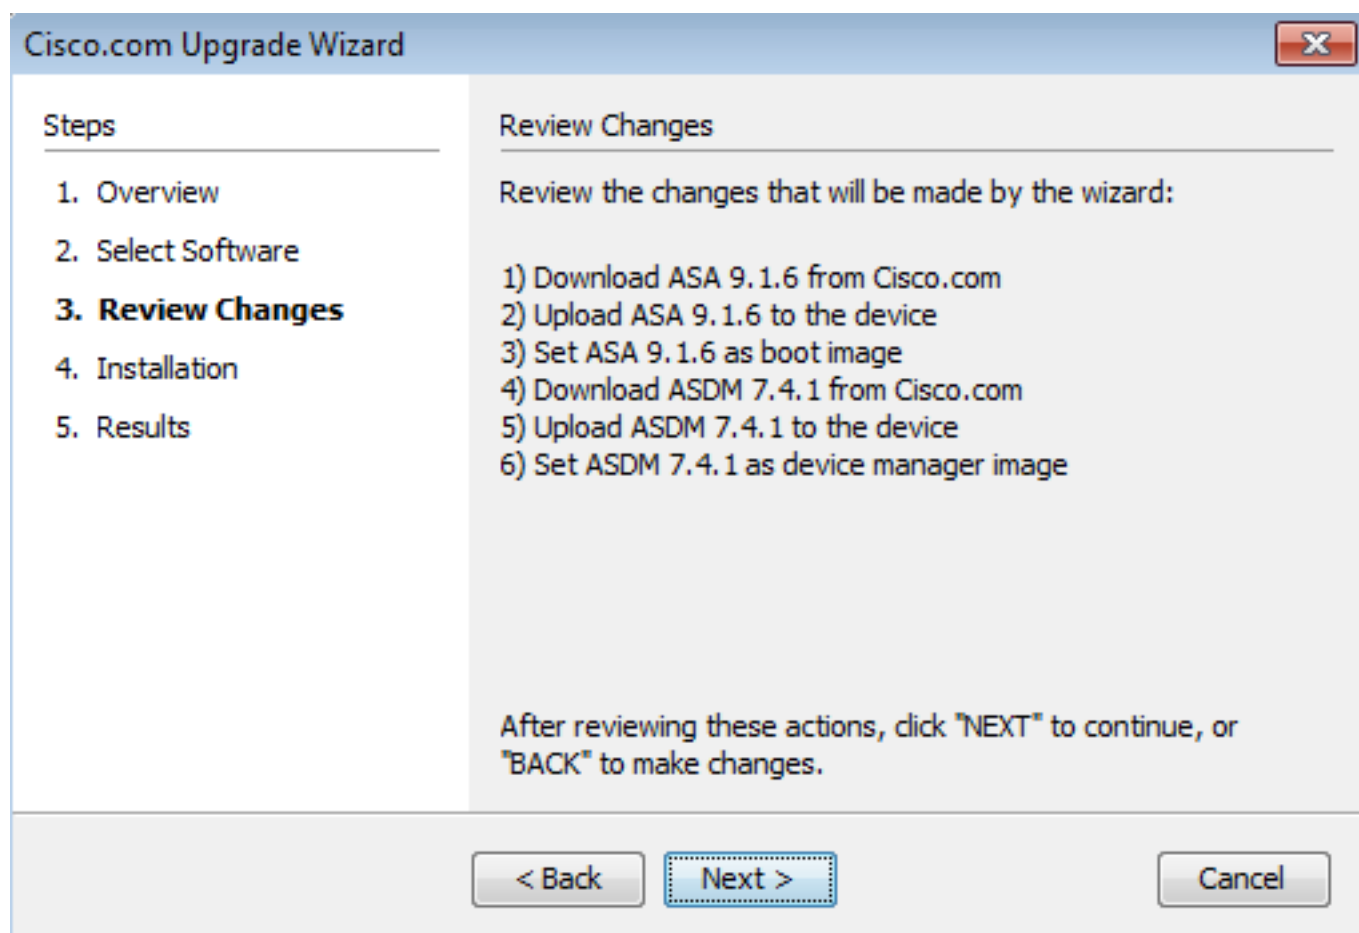 Cisco.com Upgrade Wizard
Steps
1. Overview
2. Select Software
3. Review Changes
4. Installation
5. Results
Review Changes
Review the changes that will be made by the wizard:
1) Download ASA 9.1.6 from Cisco.com
2) Upload ASA 9.1.6 to the device
3) Set ASA 9.1.6 as boot image
4) Download ASDM 7.4.1 from Cisco.com
5) Upload ASDM 7.4.1 to the device
6) Set ASDM 7.4.1 as device manager image
After reviewing these actions, click "NEXT" to continue, or
"BACK" to make changes.
< Back
Next >
Cancel